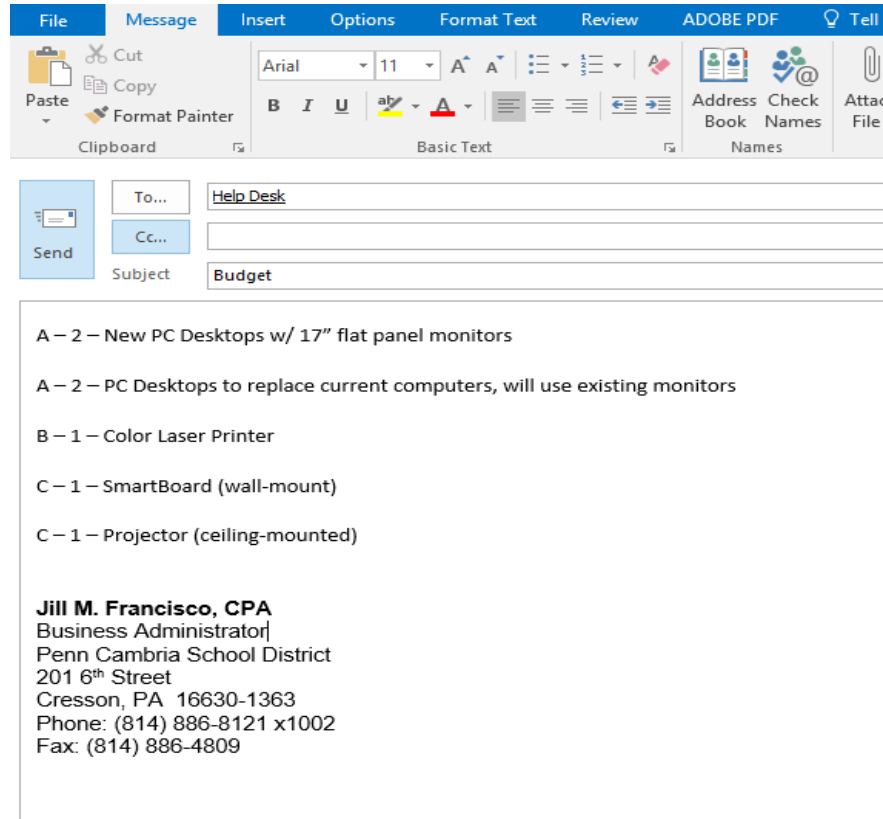 File Message Insert Options Format Text Review ADOBE PDF Tell
Cut
Copy
Paste
Format Painter
Clipboard
Arial 11
B I U
Basic Text
Address Book
Check Names
Names
File
To... Help Desk
Cc...
Send
Subject Budget
A – 2 – New PC Desktops w/ 17” flat panel monitors
A – 2 – PC Desktops to replace current computers, will use existing monitors
B – 1 – Color Laser Printer
C – 1 – SmartBoard (wall-mount)
C – 1 – Projector (ceiling-mounted)
Jill M. Francisco, CPA
Business Administrator
Penn Cambria School District
201 6th Street
Cresson, PA 16630-1363
Phone: (814) 886-8121 x1002
Fax: (814) 886-4809